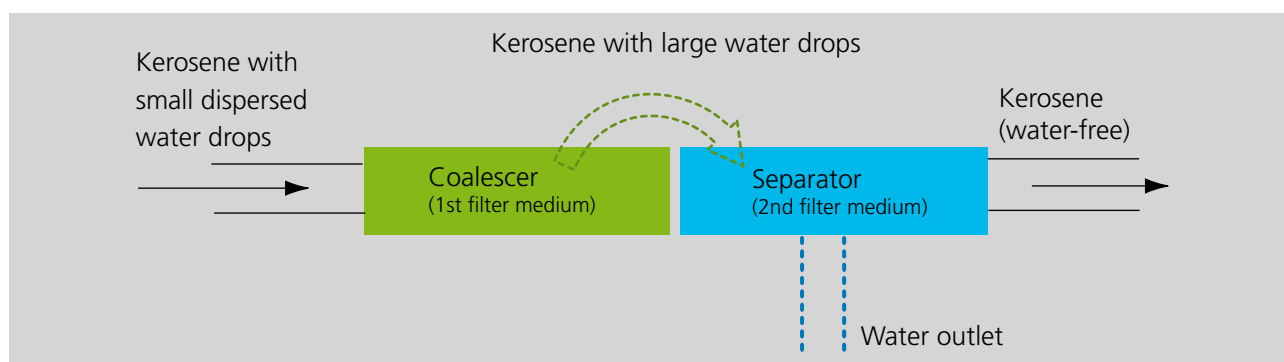 Kerosene with large water drops
Kerosene with
small dispersed
water drops
Kerosene
(water-free)
Coalescer
(1st filter medium)
Separator
(2nd filter medium)
Water outlet